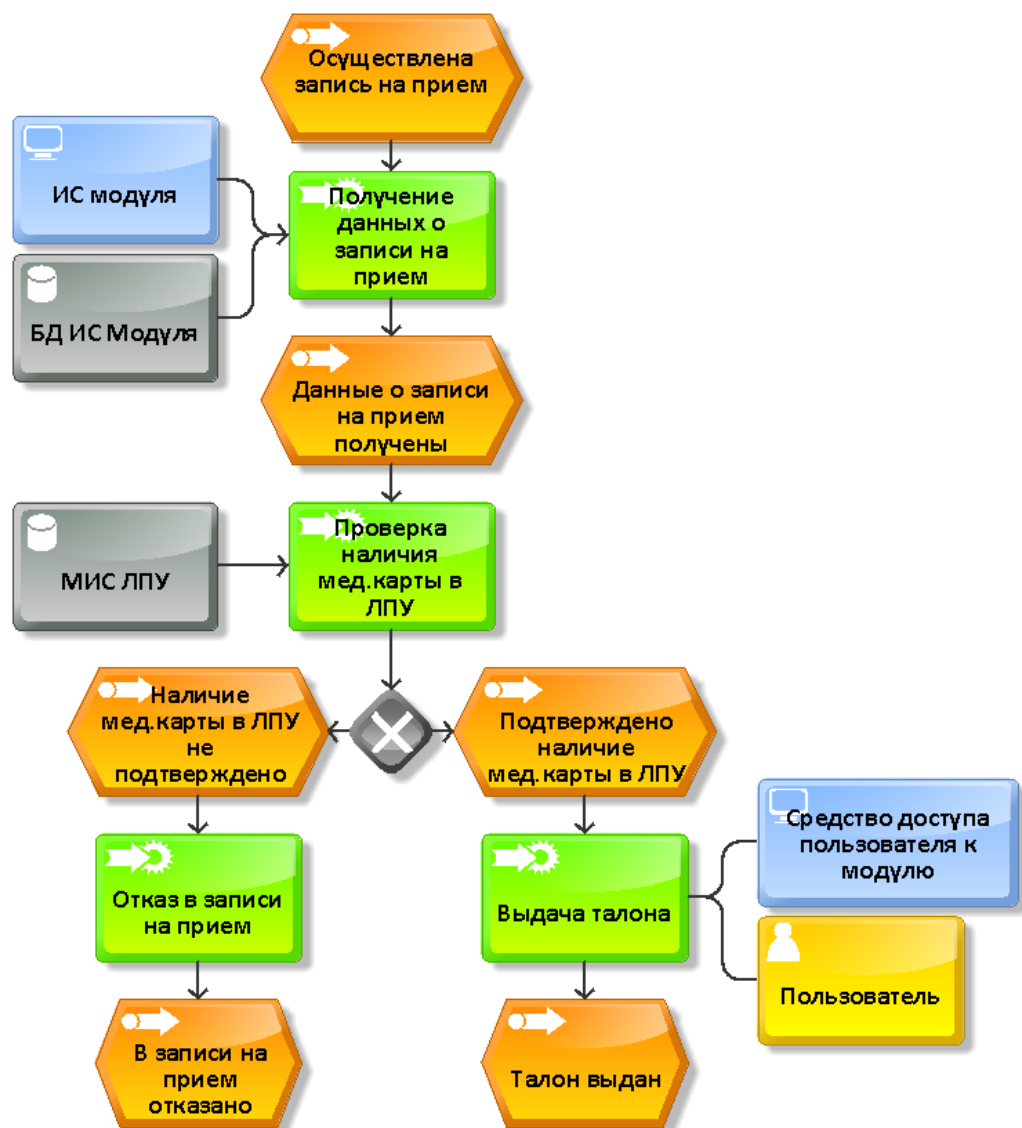 Осуществлена
запись на прием
ИС модуля
Получение
данных о
записи на
прием
БД ИС Модуля
Данные о записи
на прием
получены
МИС ЛПУ
Проверка
наличия
мед.карты в
ЛПУ
Наличие
мед.карты в ЛПУ
не
подтверждено
Подтверждено
наличие
мед.карты в ЛПУ
Отказ в записи
на прием
Выдача талона
Средство доступа
пользователя к
модулю
Пользователь
В записи на
прием
отказано
Талон выдан